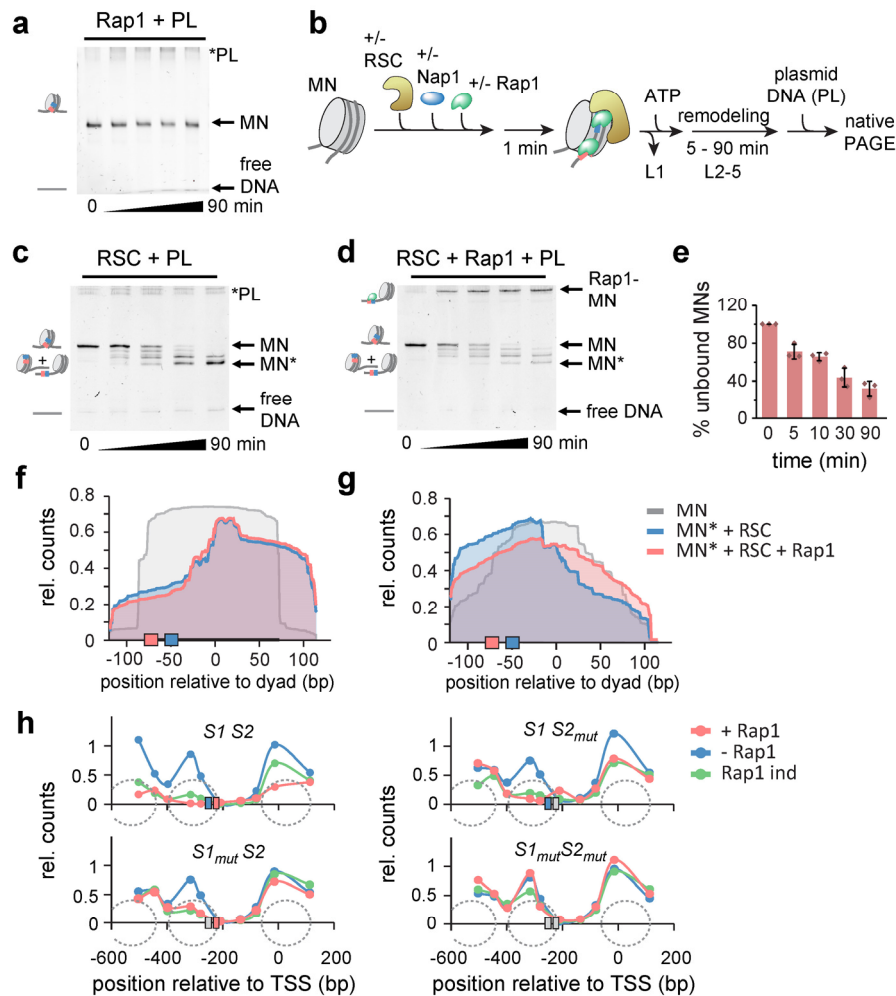 a
Rap1 + PL
*PL
MN
free
DNA
0
90 min
b
MN
+/-
RSC
+/-
Nap1
+/- Rap1
1 min
ATP
L1
remodeling
5 - 90 min
L2-5
plasmid
DNA (PL)
native
PAGE
c
RSC + PL
*PL
MN
+
MN*
free
DNA
0
90 min
d
RSC + Rap1 + PL
Rap1-
MN
MN
+
MN*
free DNA
0
90 min
e
% unbound MNs
120
80
40
0
0 5 10 30 90
time (min)
f
rel. counts
0.8
0.6
0.4
0.2
0
-100 -50 0 50 100
position relative to dyad (bp)
g
rel. counts
0.8
0.6
0.4
0.2
0
-100 -50 0 50 100
position relative to dyad (bp)
MN
MN* + RSC
MN* + RSC + Rap1
h
rel. counts
S1 S2
1
0.5
0
S1mut S2
1
0.5
0
-600 -400 -200 0 200
position relative to TSS (bp)
rel. counts
S1 S2mut
1
0.5
0
S1mutS2mut
1
0.5
0
-600 -400 -200 0 200
position relative to TSS (bp)
+ Rap1
- Rap1
Rap1 ind